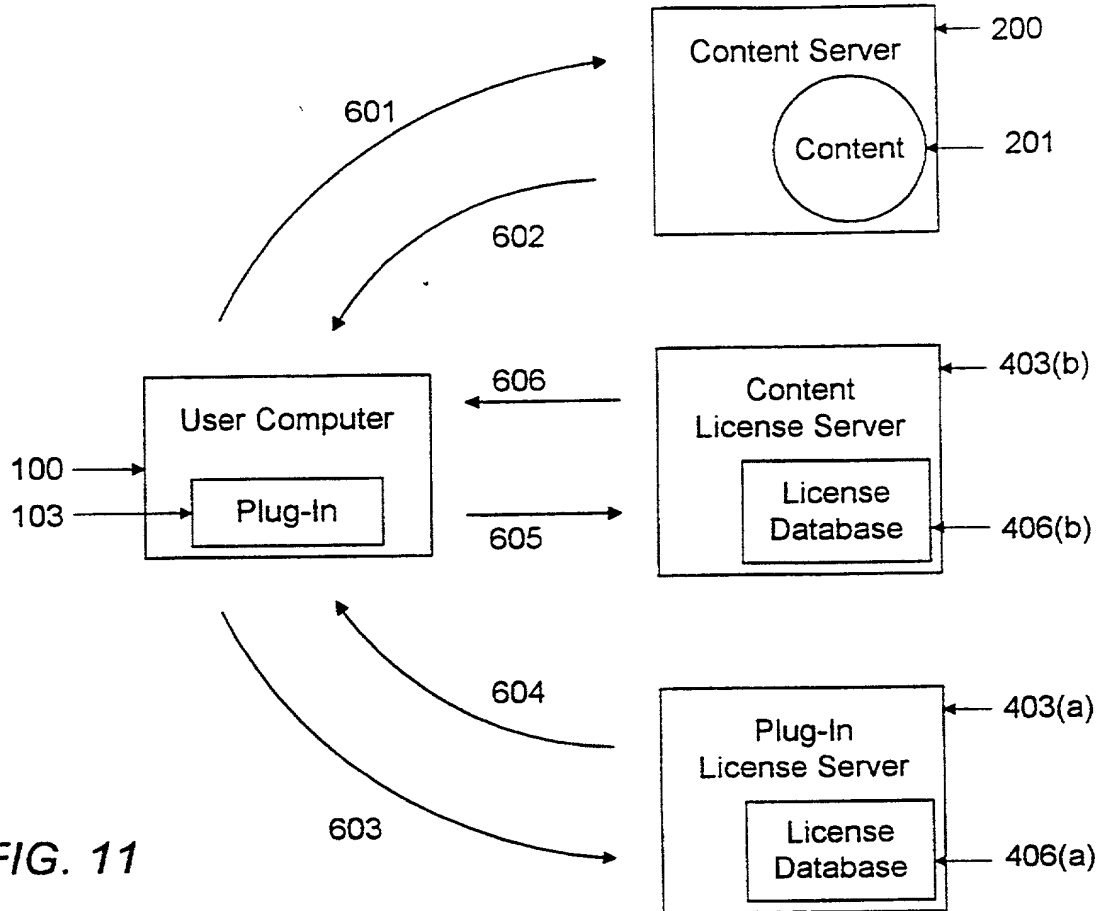 200
Content Server
601
Content
201
602
606
403(b)
User Computer
Content
License Server
100
103
Plug-In
605
License
Database
406(b)
604
403(a)
Plug-In
License Server
603
License
Database
406(a)
FIG. 11